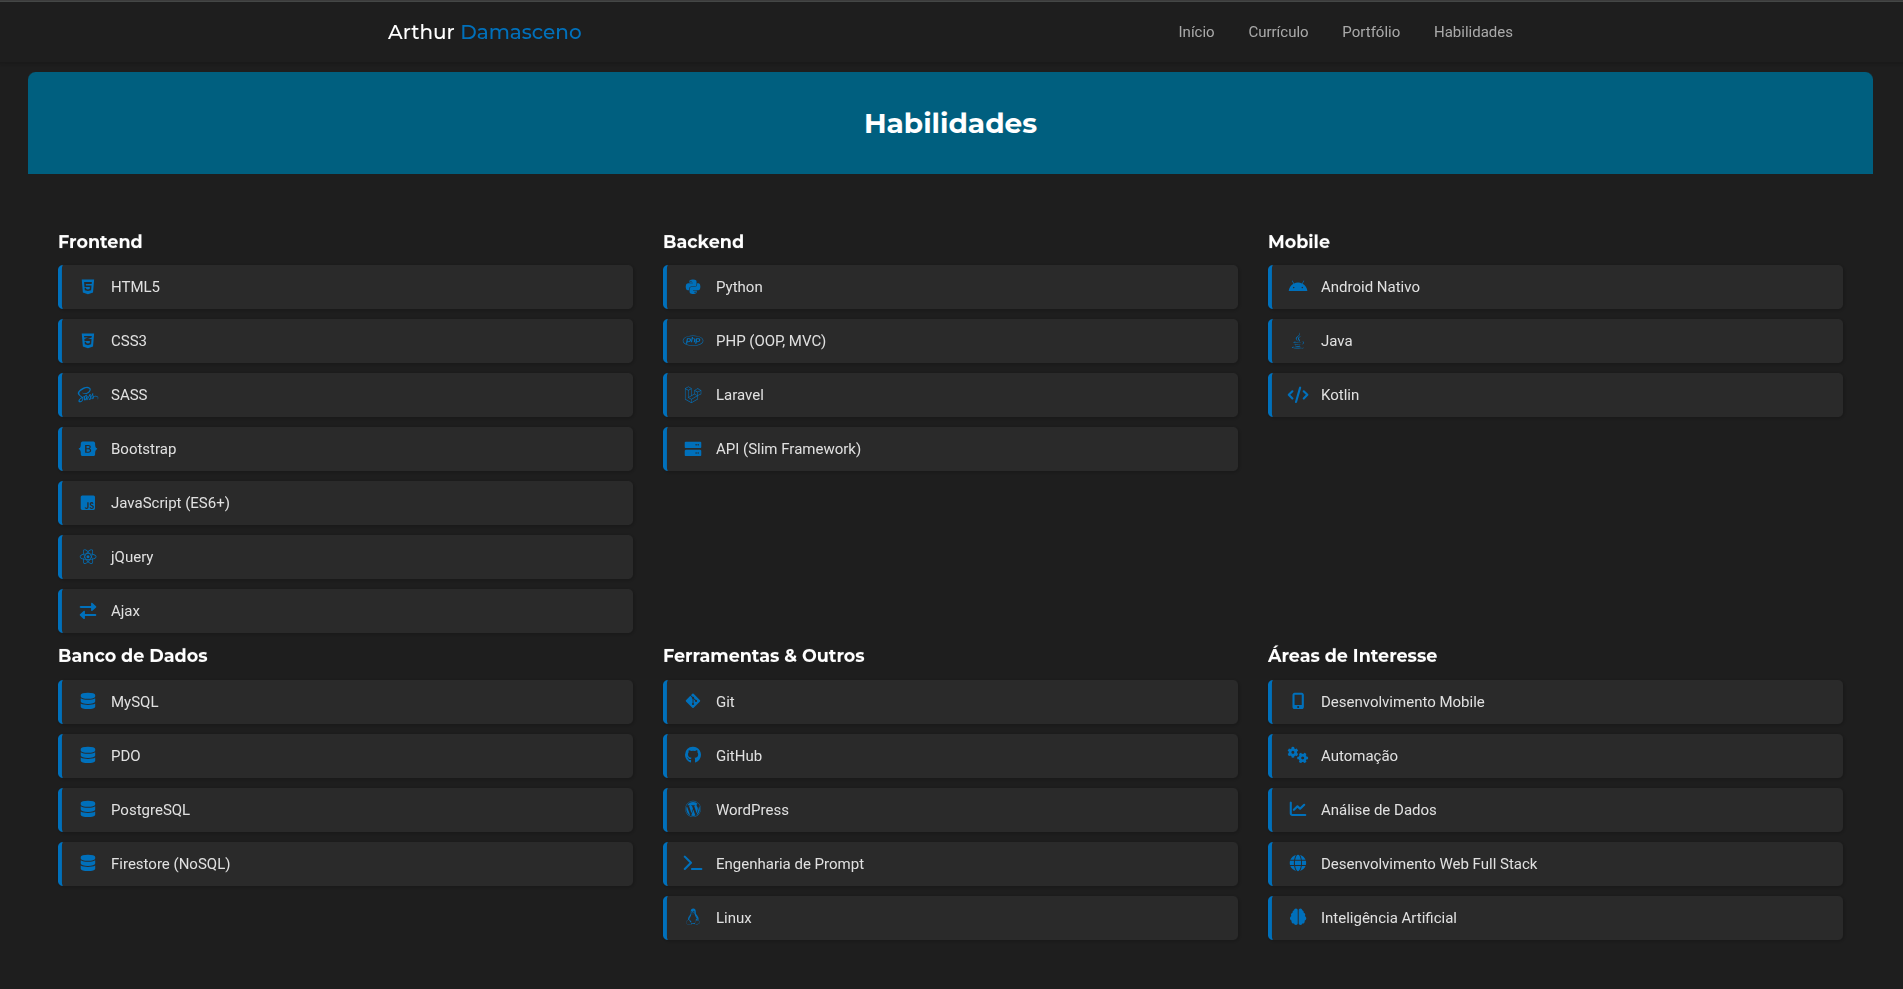 Arthur Damasceno
Início Currículo Portfólio Habilidades
Habilidades
Frontend
HTML5
CSS3
SASS
Bootstrap
JavaScript (ES6+)
jQuery
Ajax
Backend
Python
PHP (OOP, MVC)
Laravel
API (Slim Framework)
Mobile
Android Nativo
Java
Kotlin
Banco de Dados
MySQL
PDO
PostgreSQL
Firestore (NoSQL)
Ferramentas & Outros
Git
GitHub
WordPress
Engenharia de Prompt
Linux
Áreas de Interesse
Desenvolvimento Mobile
Automação
Análise de Dados
Desenvolvimento Web Full Stack
Inteligência Artificial